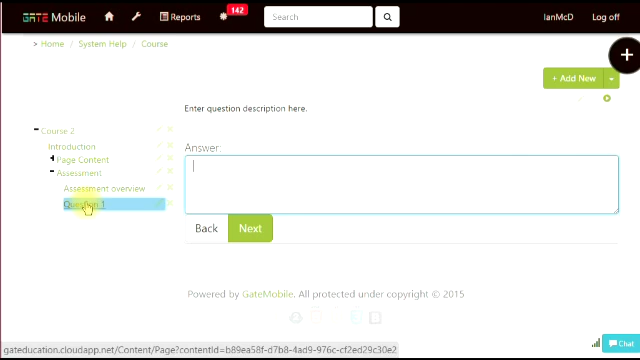 GATE Mobile
Reports
142
Search
IanMcD
Log off
Home / System Help / Course
+ Add New
Enter question description here.
Course 2
Introduction
Page Content
Assessment
Assessment overview
Question 1
Answer:
Back
Next
Powered by GateMobile. All protected under copyright © 2015
gateducation.cloudapp.net/Content/Page?contentId=b89ea58f-d7b8-4ad9-976c-cf2ed29c30e2
Chat